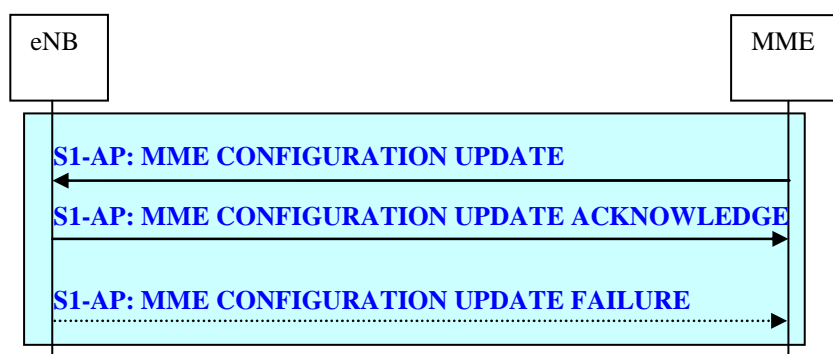 eNB
MME
S1-AP: MME CONFIGURATION UPDATE
S1-AP: MME CONFIGURATION UPDATE ACKNOWLEDGE
S1-AP: MME CONFIGURATION UPDATE FAILURE